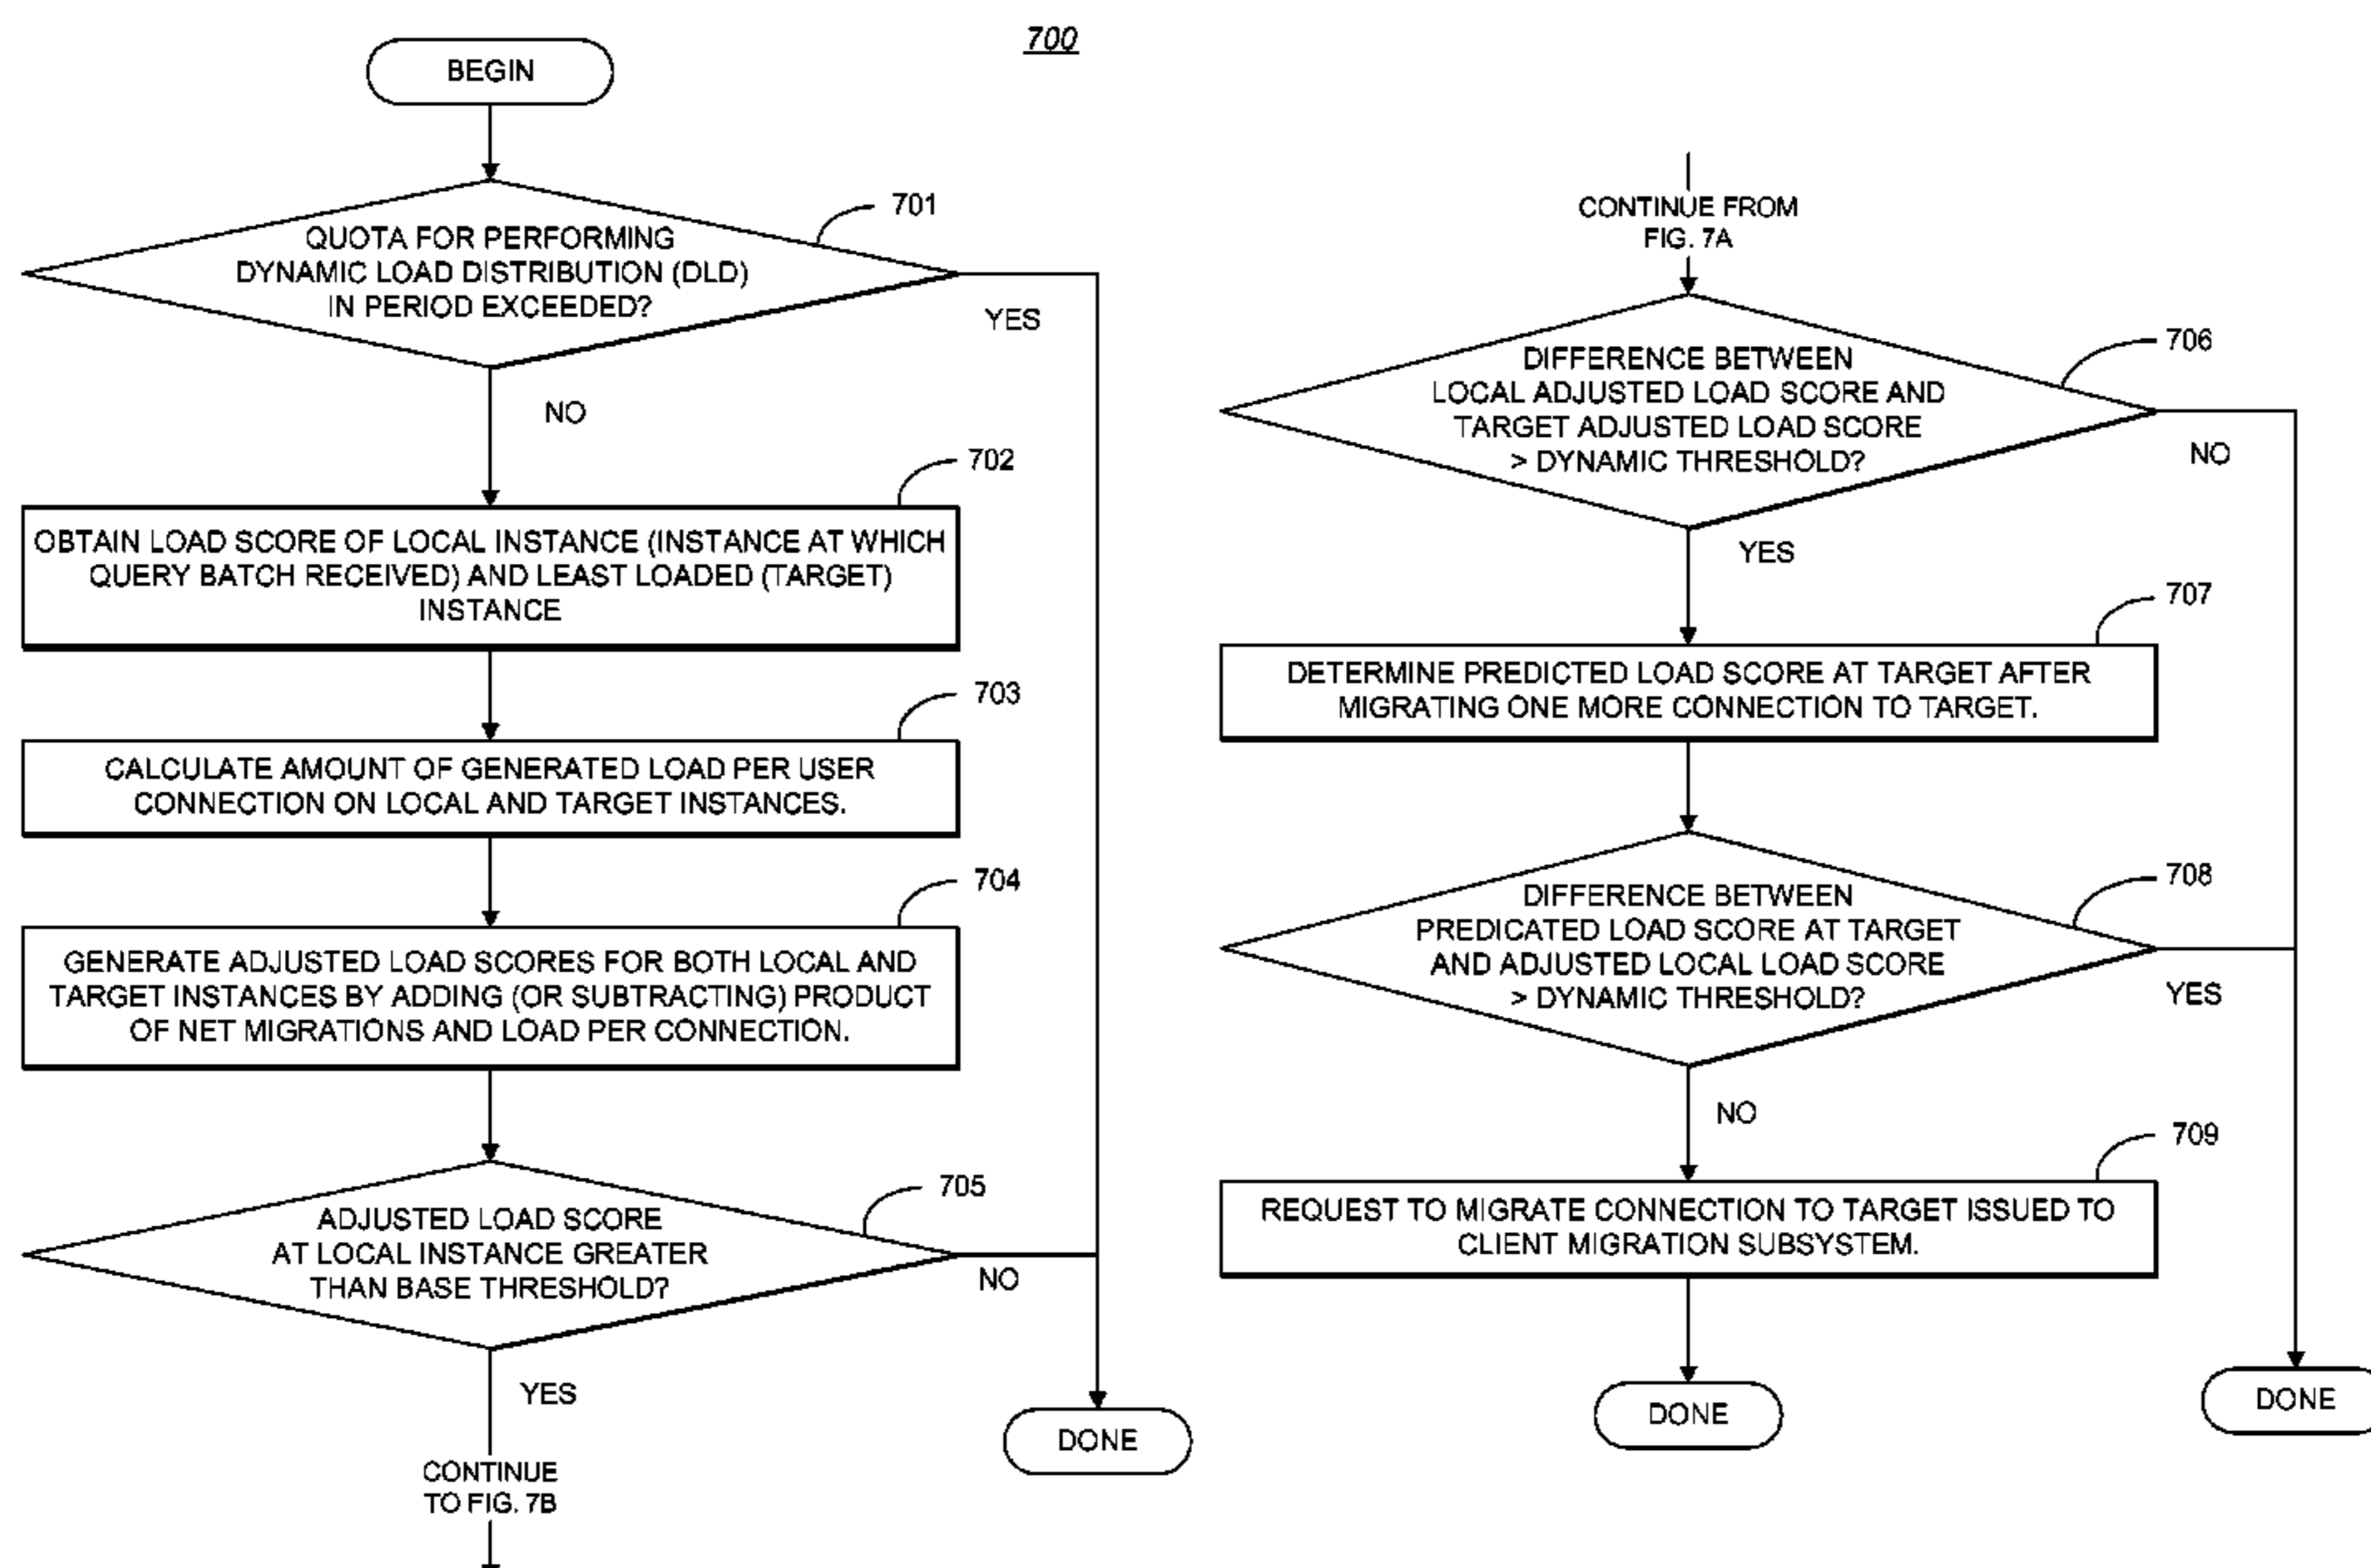 700
BEGIN
701
QUOTA FOR PERFORMING
DYNAMIC LOAD DISTRIBUTION (DLD)
IN PERIOD EXCEEDED?
YES
NO
702
OBTAIN LOAD SCORE OF LOCAL INSTANCE (INSTANCE AT WHICH
QUERY BATCH RECEIVED) AND LEAST LOADED (TARGET)
INSTANCE
703
CALCULATE AMOUNT OF GENERATED LOAD PER USER
CONNECTION ON LOCAL AND TARGET INSTANCES.
704
GENERATE ADJUSTED LOAD SCORES FOR BOTH LOCAL AND
TARGET INSTANCES BY ADDING (OR SUBTRACTING) PRODUCT
OF NET MIGRATIONS AND LOAD PER CONNECTION.
705
ADJUSTED LOAD SCORE
AT LOCAL INSTANCE GREATER
THAN BASE THRESHOLD?
NO
YES
DONE
CONTINUE
TO FIG. 7B
CONTINUE FROM
FIG. 7A
706
DIFFERENCE BETWEEN
LOCAL ADJUSTED LOAD SCORE AND
TARGET ADJUSTED LOAD SCORE
> DYNAMIC THRESHOLD?
NO
YES
707
DETERMINE PREDICTED LOAD SCORE AT TARGET AFTER
MIGRATING ONE MORE CONNECTION TO TARGET.
708
DIFFERENCE BETWEEN
PREDICATED LOAD SCORE AT TARGET
AND ADJUSTED LOCAL LOAD SCORE
> DYNAMIC THRESHOLD?
YES
NO
709
REQUEST TO MIGRATE CONNECTION TO TARGET ISSUED TO
CLIENT MIGRATION SUBSYSTEM.
DONE
DONE